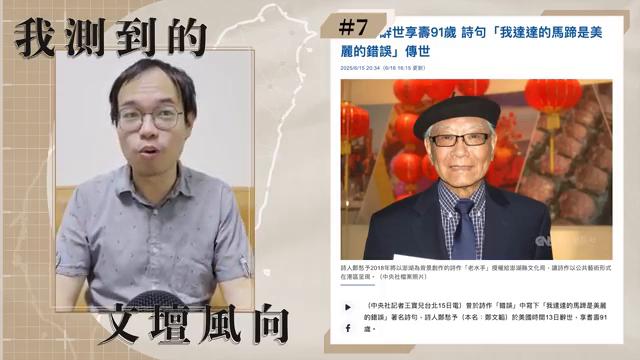 我測到的
文壇風向
#7
辭世享壽91歲 詩句「我達達的馬蹄是美
麗的錯誤」傳世
2025/6/15 20:34（6/16 16:15 更新）
詩人鄭愁予2018年將以澎湖為背景創作的詩作「老水手」授權給澎湖縣文化局，讓詩作以公共藝術形式
在港區呈現。（中央社檔案照片）
（中央社記者王寶兒台北15日電）曾於詩作「錯誤」中寫下「我達達的馬蹄是美麗
的錯誤」著名詩句、詩人鄭愁予（本名：鄭文韜）於美國時間13日辭世，享耆壽91
歲。